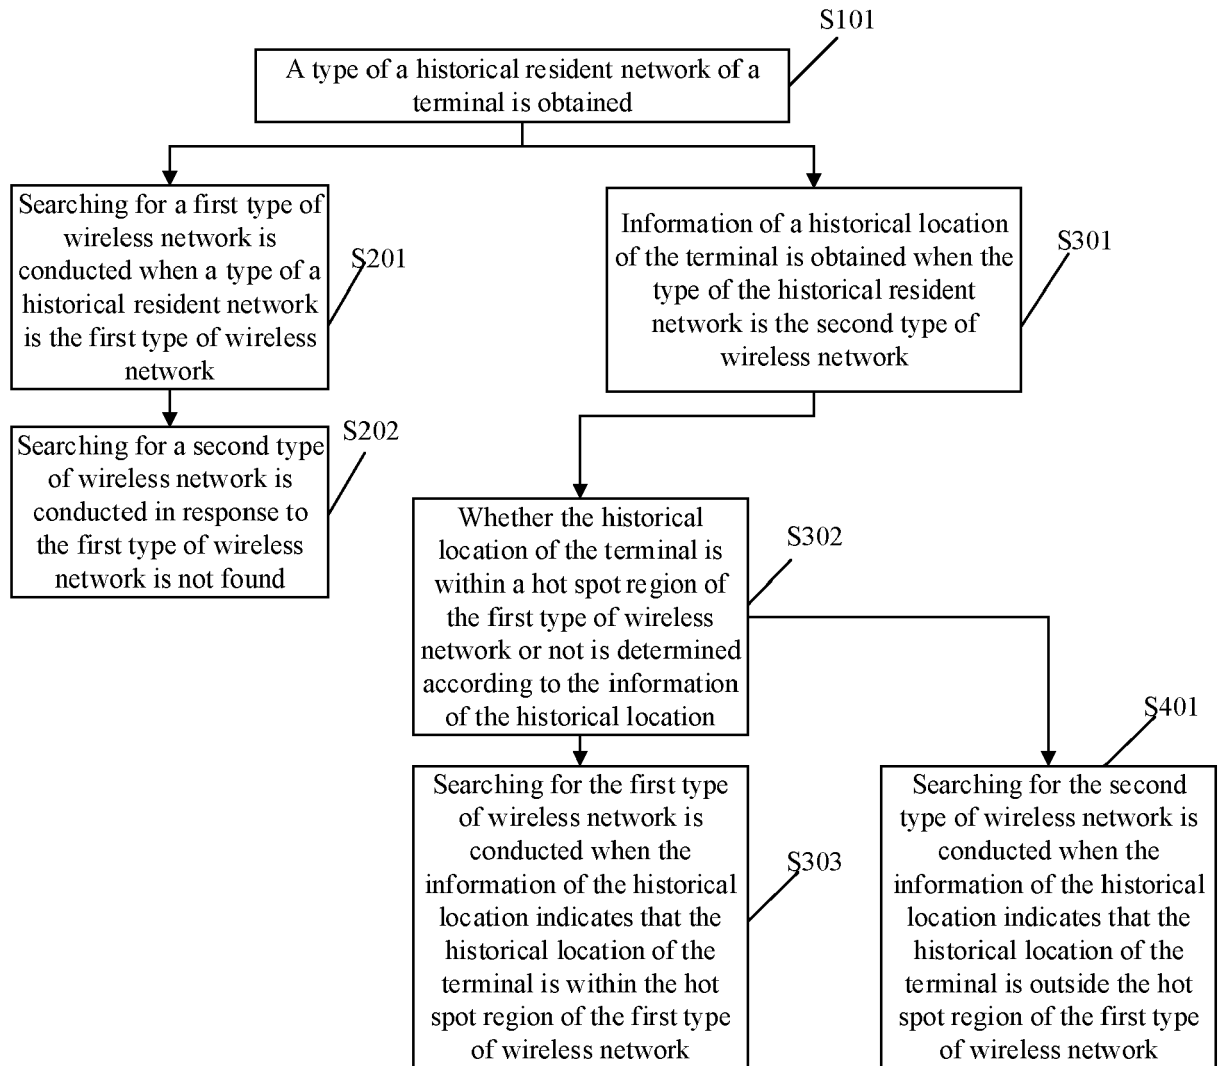 S101
A type of a historical resident network of a
terminal is obtained
Searching for a first type of
wireless network is
conducted when a type of a
historical resident network
is the first type of wireless
network
S201
Information of a historical location
of the terminal is obtained when the
type of the historical resident
network is the second type of
wireless network
S301
Searching for a second type
of wireless network is
conducted in response to
the first type of wireless
network is not found
S202
Whether the historical
location of the terminal is
within a hot spot region of
the first type of wireless
network or not is determined
according to the information
of the historical location
S302
Searching for the first type
of wireless network is
conducted when the
information of the historical
location indicates that the
historical location of the
terminal is within the hot
spot region of the first type
of wireless network
S303
S401
Searching for the second
type of wireless network is
conducted when the
information of the historical
location indicates that the
historical location of the
terminal is outside the hot
spot region of the first type
of wireless network